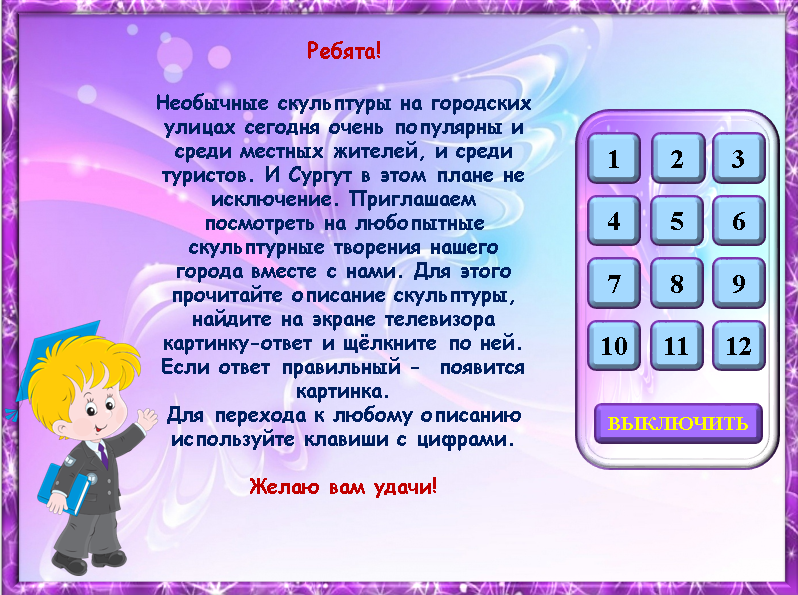 Ребята!
Необычные скульптуры на городских
улицах сегодня очень популярны и
среди местных жителей, и среди
туристов. И Сургут в этом плане не
исключение. Приглашаем
посмотреть на любопытные
скульптурные творения нашего
города вместе с нами. Для этого
прочитайте описание скульптуры,
найдите на экране телевизора
картинку-ответ и щёлкните по ней.
Если ответ правильный - появится
картинка.
Для перехода к любому описанию
используйте клавиши с цифрами.
Желаю вам удачи!
1 2 3
4 5 6
7 8 9
10 11 12
ВЫКЛЮЧИТЬ